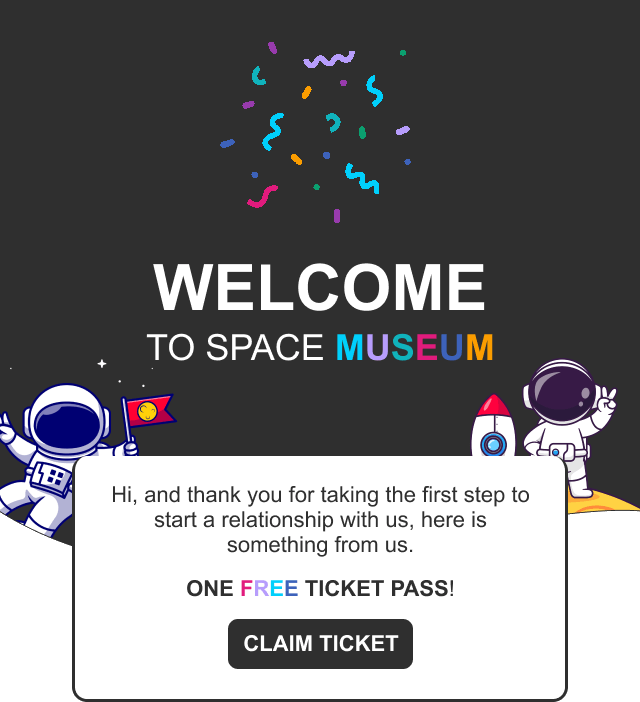 WELCOME
TO SPACE MUSEUM
Hi, and thank you for taking the first step to
start a relationship with us, here is
something from us.
ONE FREE TICKET PASS!
CLAIM TICKET